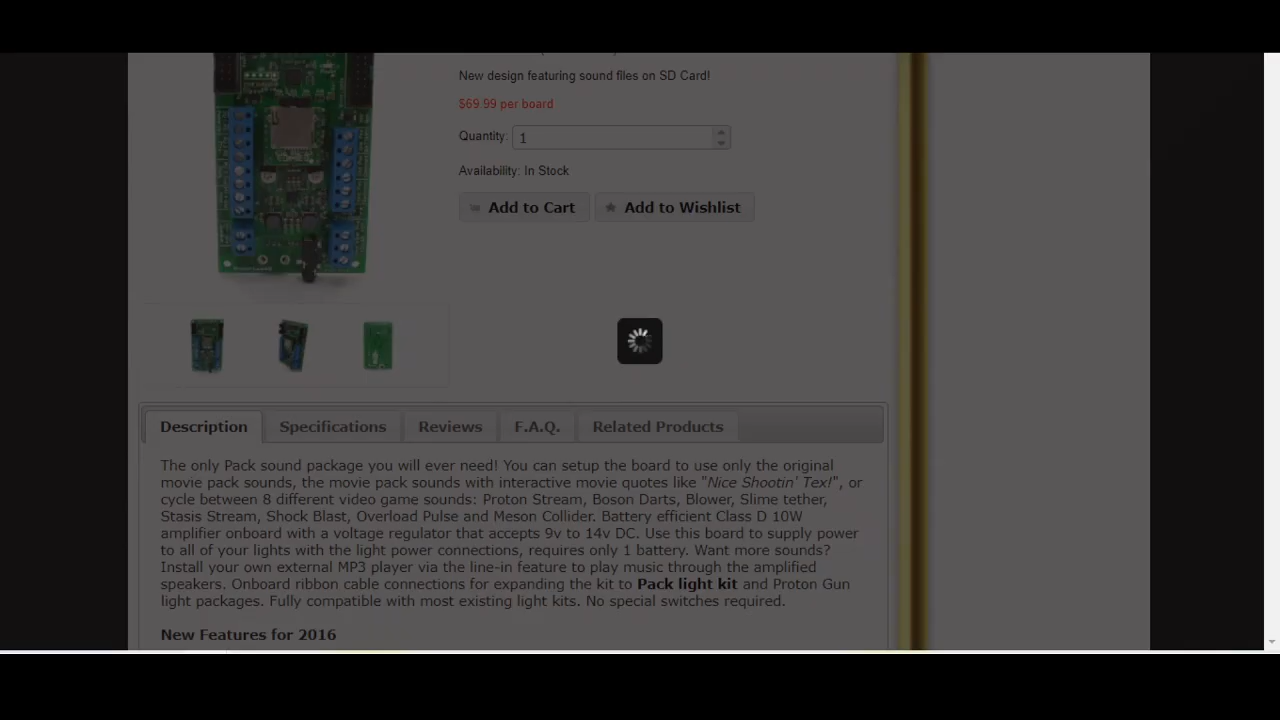 New design featuring sound files on SD Card!
$69.99 per board
Quantity: 1
Availability: In Stock
Add to Cart
Add to Wishlist
Description
Specifications
Reviews
F.A.Q.
Related Products
The only Pack sound package you will ever need! You can setup the board to use only the original
movie pack sounds, the movie pack sounds with interactive movie quotes like "Nice Shootin' Tex!", or
cycle between 8 different video game sounds: Proton Stream, Boson Darts, Blower, Slime tether,
Stasis Stream, Shock Blast, Overload Pulse and Meson Collider. Battery efficient Class D 10W
amplifier onboard with a voltage regulator that accepts 9v to 14v DC. Use this board to supply power
to all of your lights with the light power connections, requires only 1 battery. Want more sounds?
Install your own external MP3 player via the line-in feature to play music through the amplified
speakers. Onboard ribbon cable connections for expanding the kit to Pack light kit and Proton Gun
light packages. Fully compatible with most existing light kits. No special switches required.
New Features for 2016